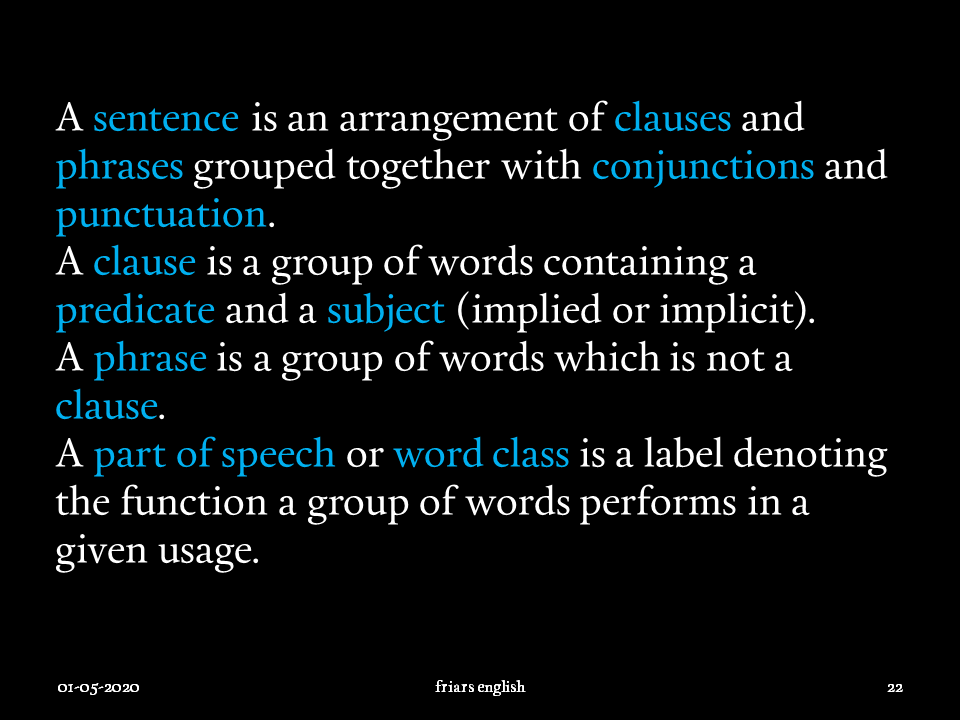 A sentence is an arrangement of clauses and
phrases grouped together with conjunctions and
punctuation.
A clause is a group of words containing a
predicate and a subject (implied or implicit).
A phrase is a group of words which is not a
clause.
A part of speech or word class is a label denoting
the function a group of words performs in a
given usage.
01-05-2020 friars english 22